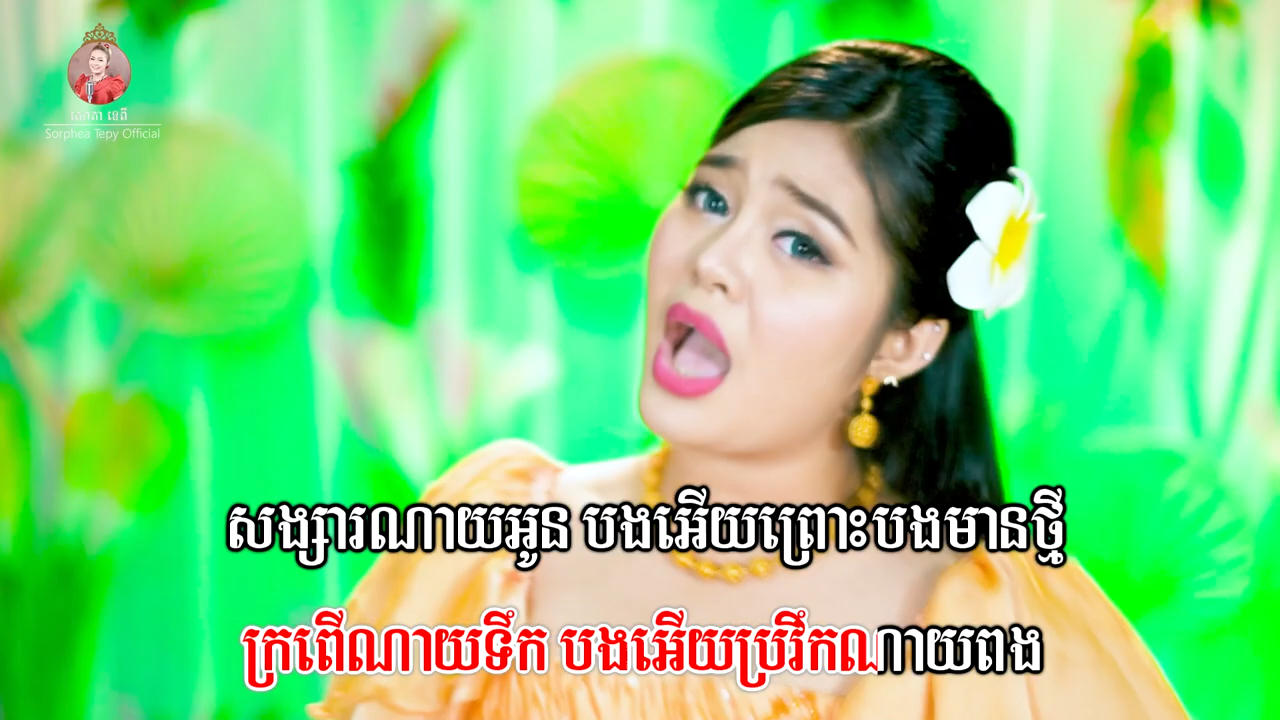 សោភា ទេពី
Sorphea Tepy Official
សង្សារណាយអូន បងអើយព្រោះបងមានថ្មី
ក្រពើណាយទឹក បងអើយប្រវឹកណាយពង